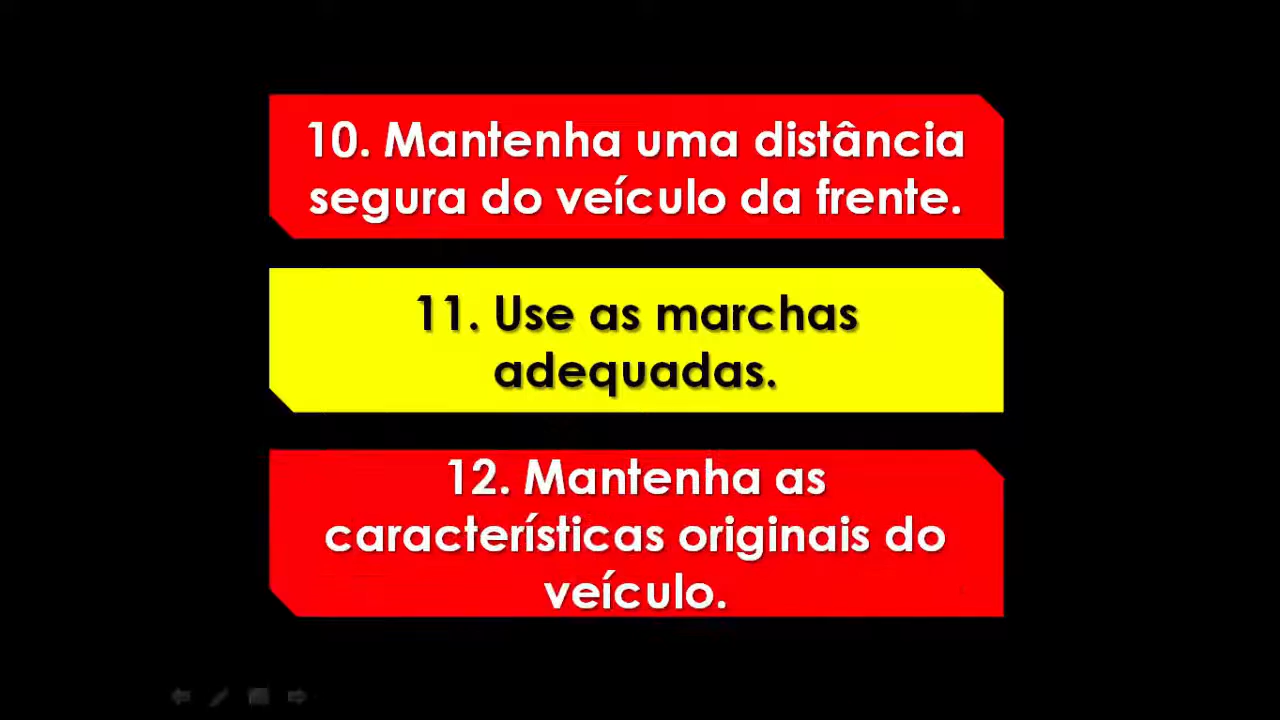 10. Mantenha uma distância
segura do veículo da frente.
11. Use as marchas
adequadas.
12. Mantenha as
características originais do
veículo.